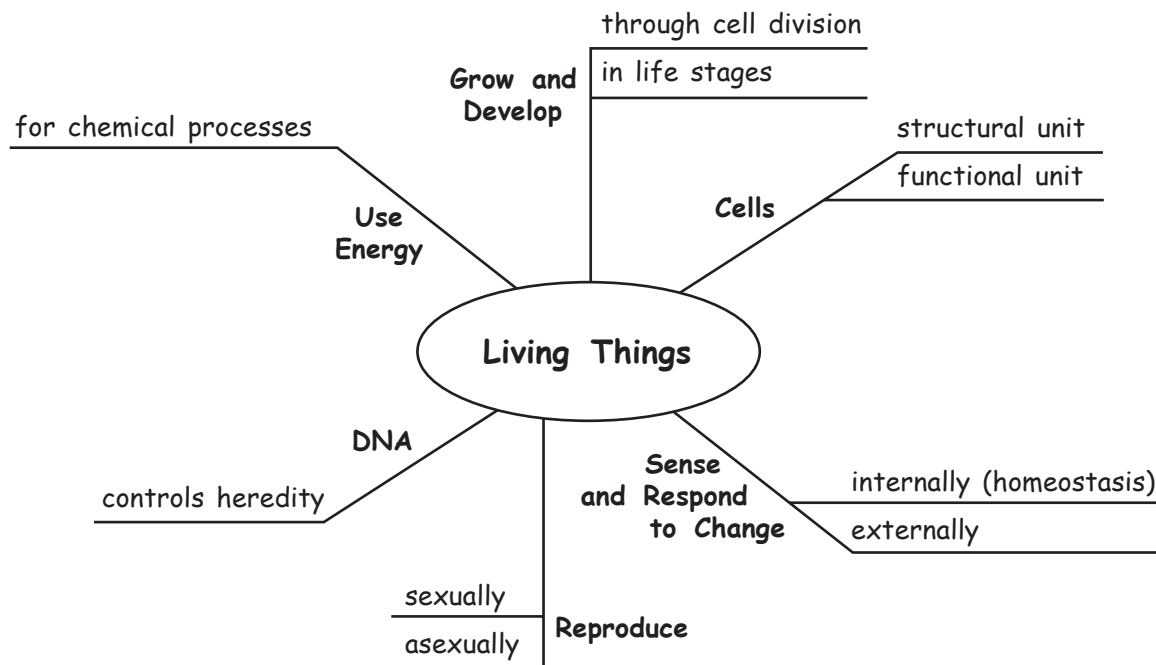 through cell division
in life stages
Grow and
Develop
for chemical processes
Use
Energy
structural unit
functional unit
Cells
Living Things
DNA
controls heredity
Sense
and Respond
to Change
internally (homeostasis)
externally
sexually
asexually
Reproduce